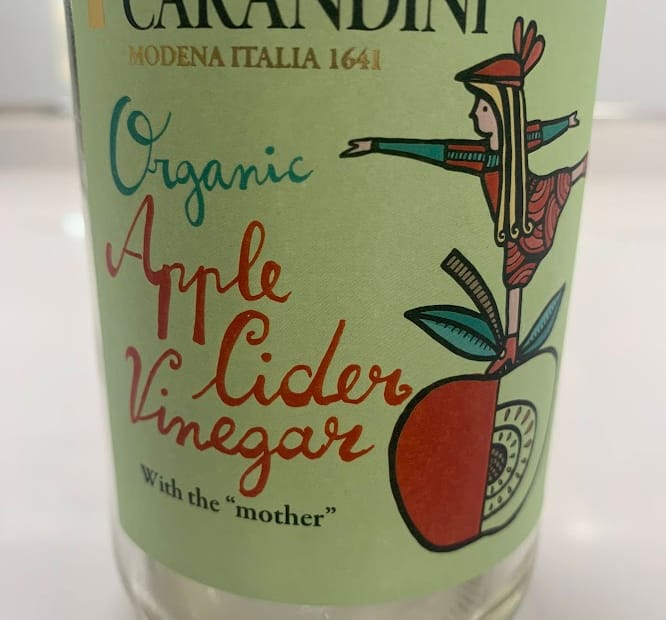 CARANDINI
MODENA ITALIA 1641
Organic
Apple
Cider
Vinegar
With the “mother”